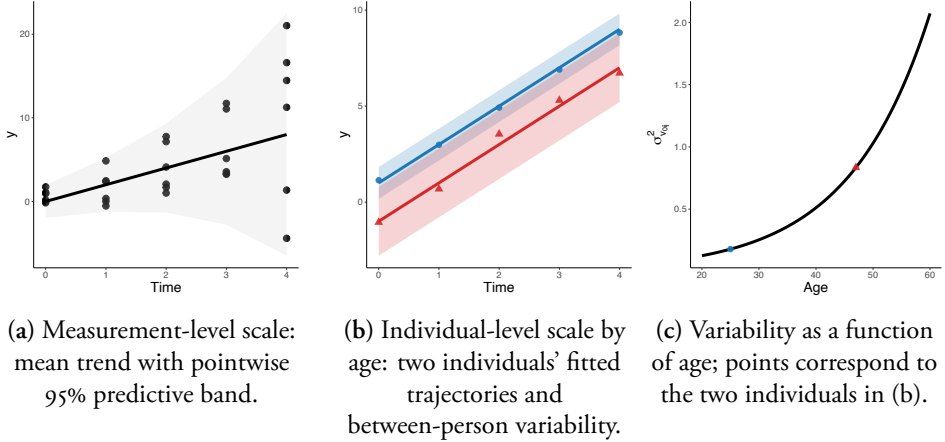 20
10
0
y
0 1 2 3 4
Time
10
5
0
y
0 1 2 3 4
Time
2.0
1.5
1.0
0.5
σ²ᵥ₀ⱼ
20 30 40 50 60
Age
(a) Measurement-level scale:
mean trend with pointwise
95% predictive band.
(b) Individual-level scale by
age: two individuals’ fitted
trajectories and
between-person variability.
(c) Variability as a function
of age; points correspond to
the two individuals in (b).